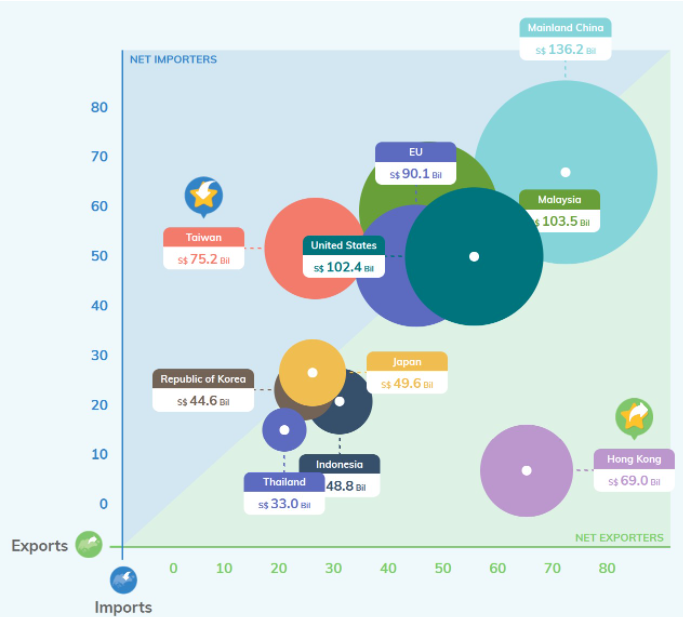 Mainland China
S$ 136.2 Bil
NET IMPORTERS
80
70
60
50
40
30
20
10
0
EU
S$ 90.1 Bil
Malaysia
S$ 103.5 Bil
Taiwan
S$ 75.2 Bil
United States
S$ 102.4 Bil
Japan
S$ 49.6 Bil
Republic of Korea
S$ 44.6 Bil
Indonesia
48.8 Bil
Thailand
S$ 33.0 Bil
Hong Kong
S$ 69.0 Bil
NET EXPORTERS
Exports
0 10 20 30 40 50 60 70 80
Imports